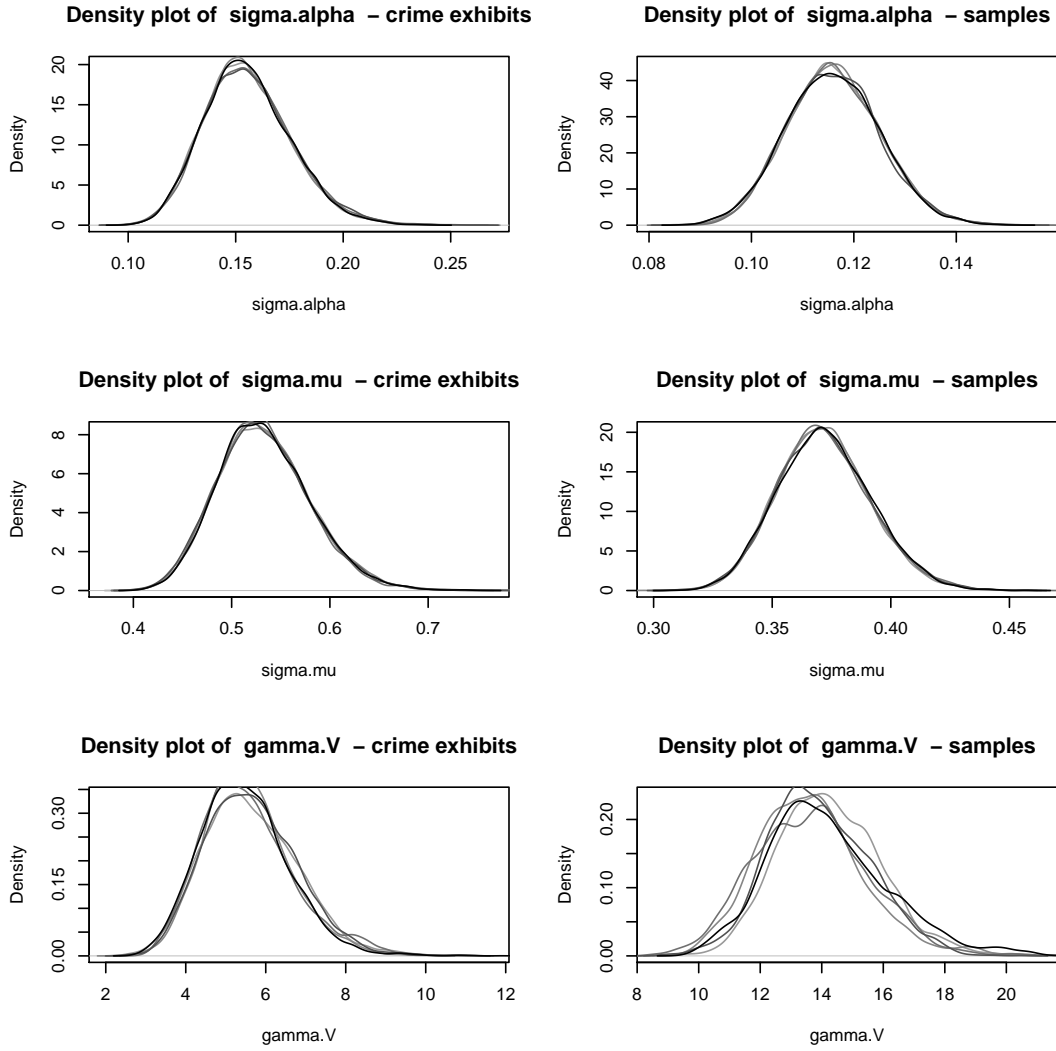 Density plot of sigma.alpha – crime exhibits
Density
0 5 10 15 20
0.10 0.15 0.20 0.25
sigma.alpha
Density plot of sigma.alpha – samples
Density
0 10 20 30 40
0.08 0.10 0.12 0.14
sigma.alpha
Density plot of sigma.mu – crime exhibits
Density
0 2 4 6 8
0.4 0.5 0.6 0.7
sigma.mu
Density plot of sigma.mu – samples
Density
0 5 10 15 20
0.30 0.35 0.40 0.45
sigma.mu
Density plot of gamma.V – crime exhibits
Density
0.00 0.15 0.30
2 4 6 8 10 12
gamma.V
Density plot of gamma.V – samples
Density
0.00 0.10 0.20
8 10 12 14 16 18 20
gamma.V